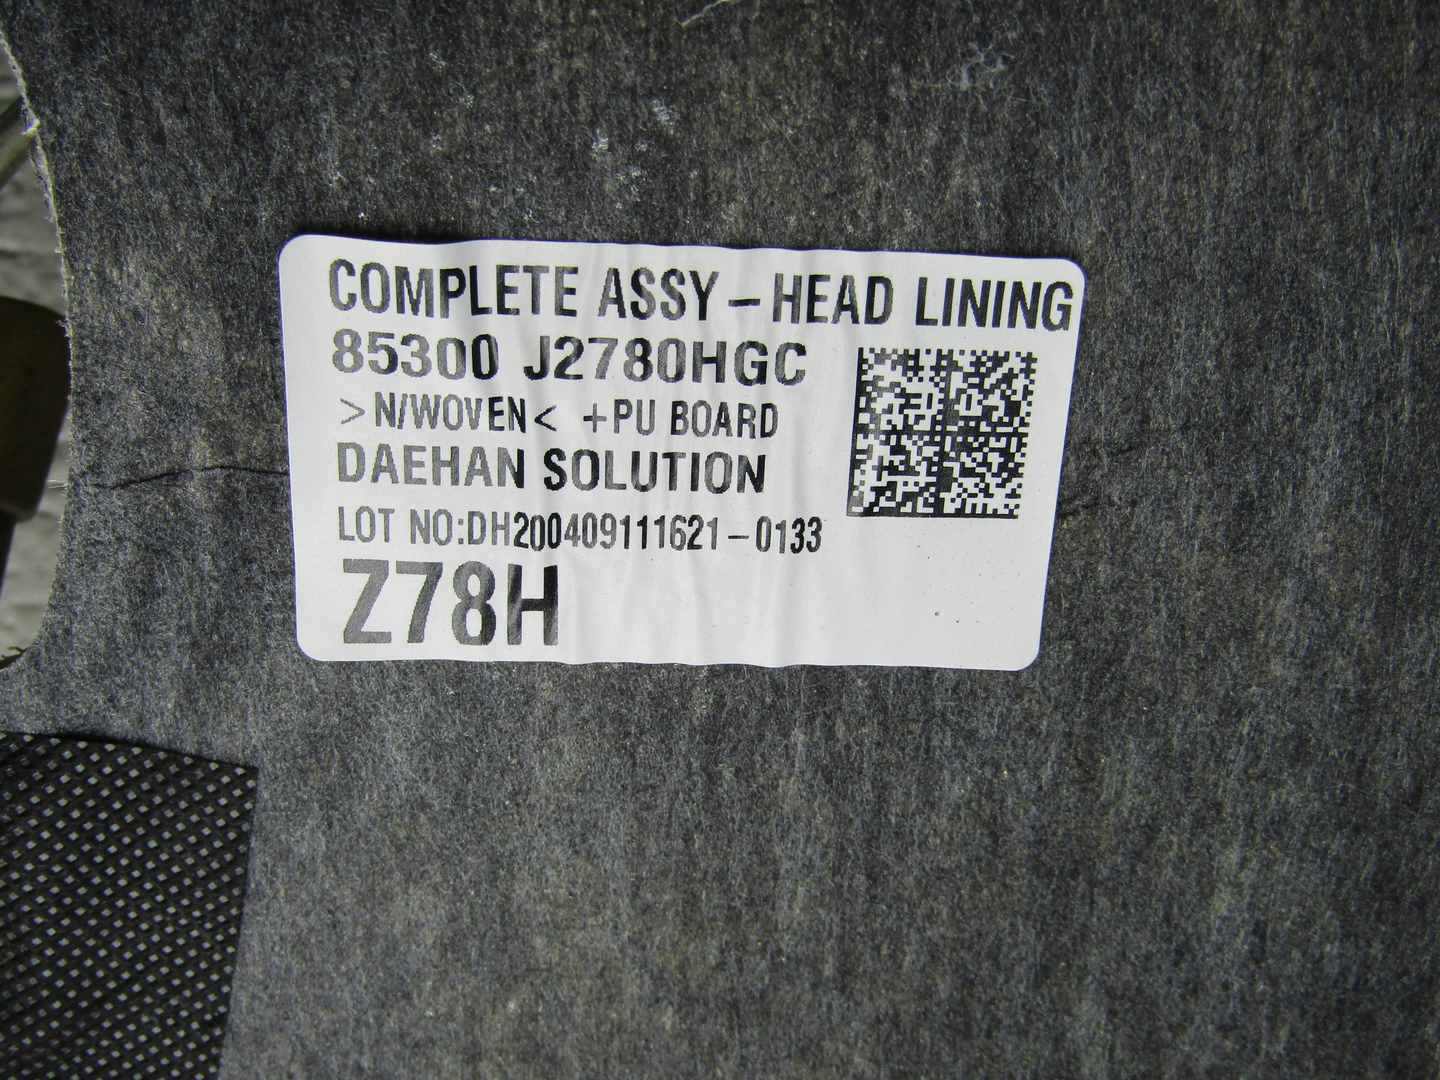 COMPLETE ASSY-HEAD LINING
85300 J2780HGC
>N/WOVEN< +PU BOARD
DAEHAN SOLUTION
LOT NO:DH200409111621-0133
Z78H